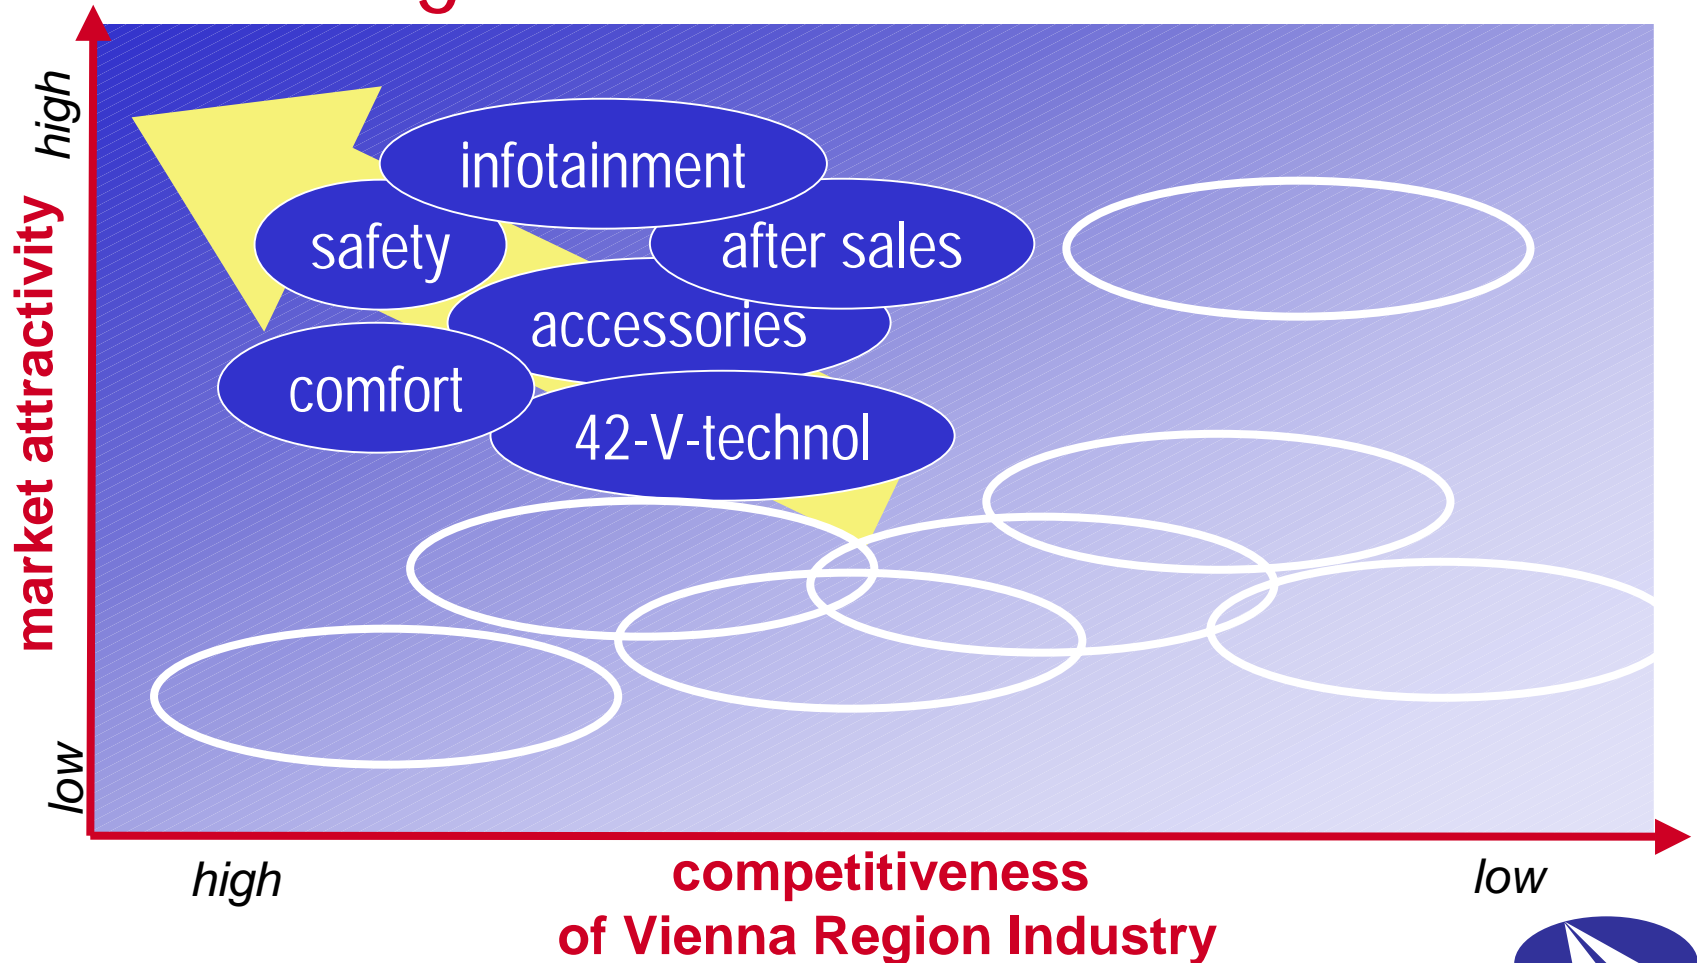 high
infotainment
safety
after sales
accessories
comfort
42-V-technol
market attractivity
low
high
competitiveness
low
of Vienna Region Industry